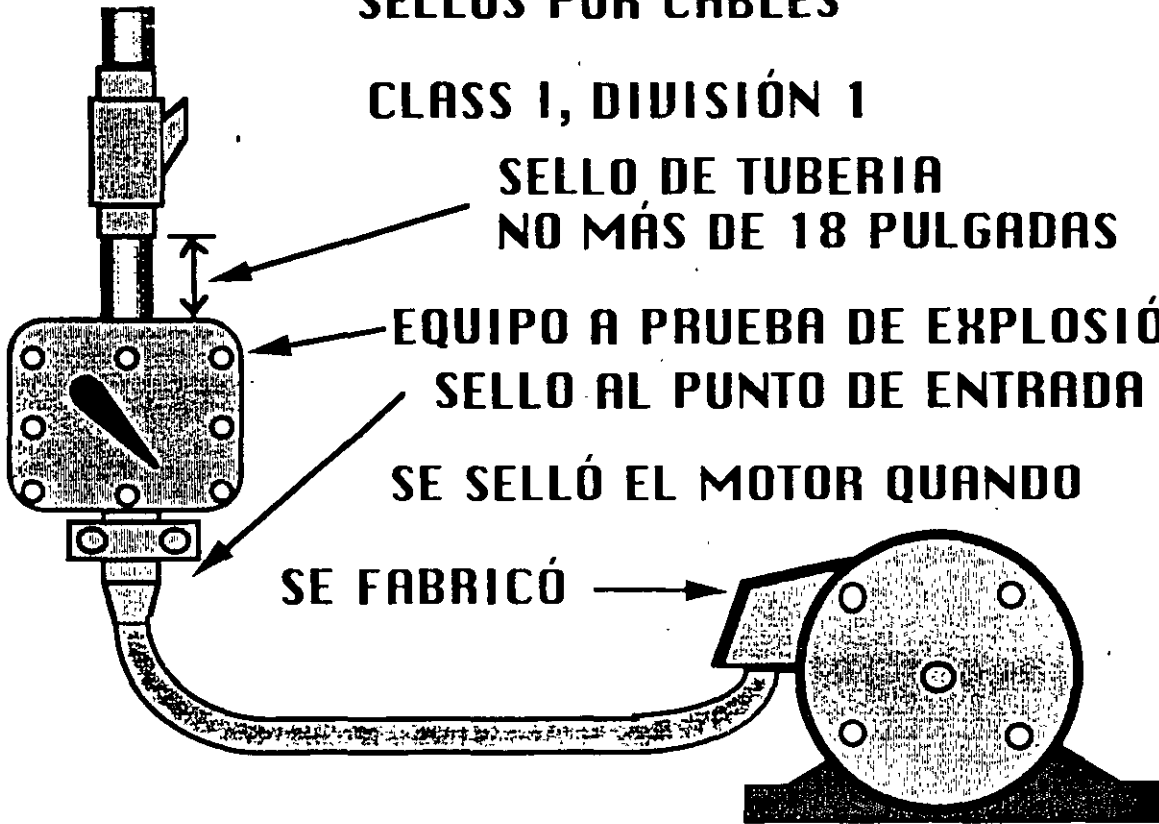 SELLOS POR CABLES
CLASS I, DIVISIÓN 1
SELLO DE TUBERIA
NO MÁS DE 18 PULGADAS
EQUIPO A PRUEBA DE EXPLOSIÓ
SELLO AL PUNTO DE ENTRADA
SE SELLÓ EL MOTOR QUANDO
SE FABRICÓ